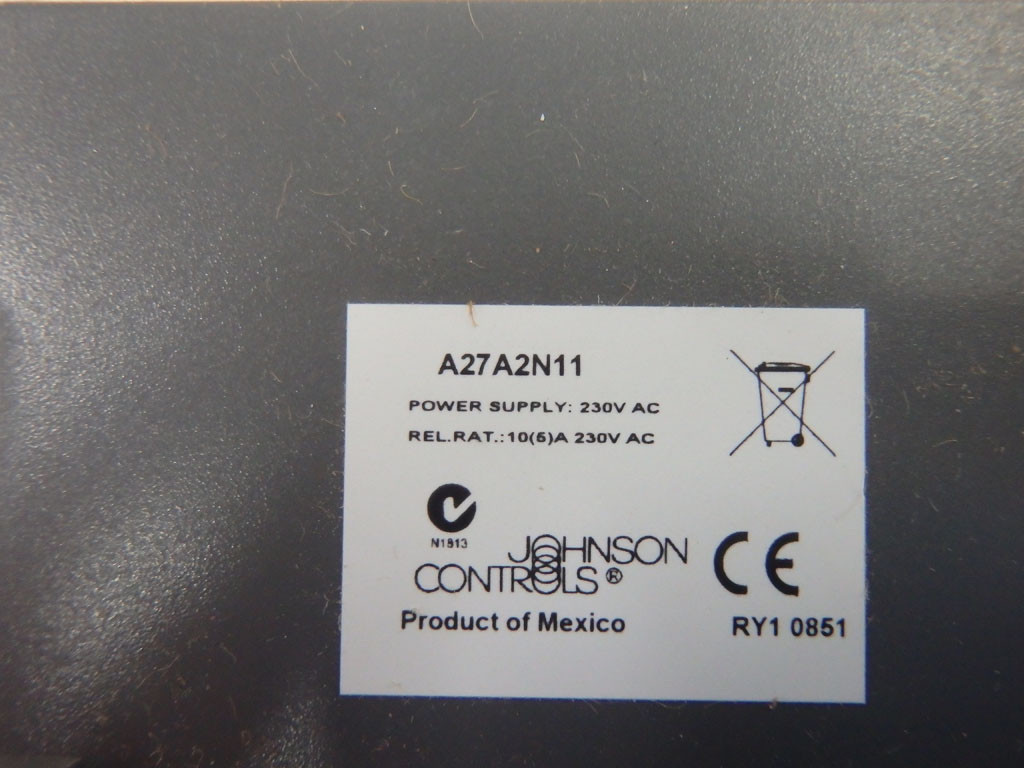 A27A2N11
POWER SUPPLY: 230V AC
REL.RAT.:10(5)A 230V AC
N1813
JOHNSON
CONTROLS ®
CE
Product of Mexico
RY1 0851